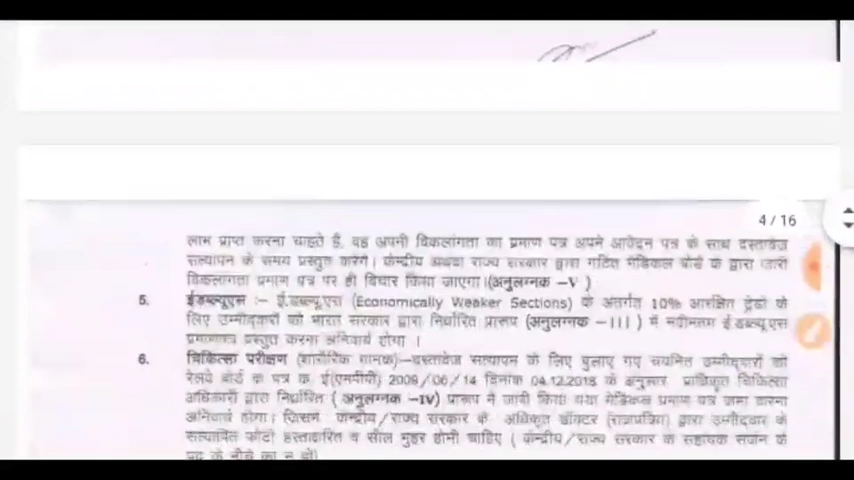 4 / 16
लाभ प्राप्त करना चाहते हैं, वह अपनी विकलांगता का प्रमाण पत्र अपने आवेदन पत्र के साथ दस्तावेज
सत्यापन के समय प्रस्तुत करेंगे। केन्द्रीय अथवा राज्य सरकार द्वारा गठित मेडिकल बोर्ड के द्वारा जारी
विकलांगता प्रमाण पत्र पर ही विचार किया जाएगा।(अनुलग्नक –V )
5. ईडब्ल्यूएस :– ई.डब्ल्यू.एस (Economically Weaker Sections) के अंतर्गत 10% आरक्षित ट्रेडों के
लिए उम्मीदवारों को भारत सरकार द्वारा निर्धारित प्रारूप (अनुलग्नक –III ) में नवीनतम ई.डब्ल्यू.एस
प्रमाणपत्र प्रस्तुत करना अनिवार्य होगा ।
6. चिकित्सा परीक्षण (शारीरिक मानक)–दस्तावेज सत्यापन के लिए बुलाए गए चयनित उम्मीदवारों को
रेलवे बोर्ड के पत्र क ई(एमपीपी) 2009/06/14 दिनांक 04.12.2018 के अनुसार प्राधिकृत चिकित्सा
अधिकारी द्वारा निर्धारित ( अनुलग्नक –IV) प्रारूप में जारी किया गया मेडिकल प्रमाण पत्र जमा करना
अनिवार्य होगा। जिसमें केन्द्रीय/राज्य सरकार के अधिकृत डॉक्टर (राजपत्रित) द्वारा उम्मीदवार के
सत्यापित फोटो हस्ताक्षरित व सील मुहर होनी चाहिए ( केन्द्रीय/राज्य सरकार के सहायक सर्जन के
पद के नीचे का न हो)